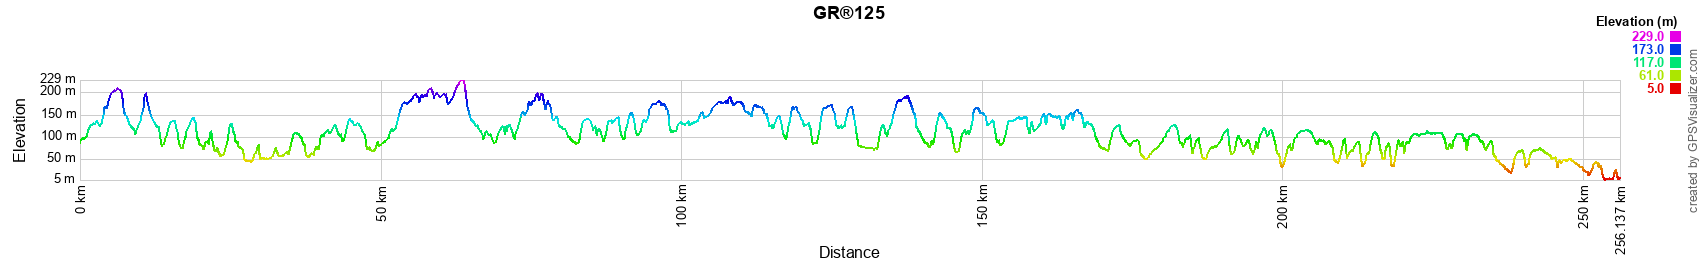 GR®125
Elevation (m)
229.0
173.0
117.0
61.0
5.0
229 m
200 m
150 m
100 m
50 m
5 m
Elevation
0 km
50 km
100 km
150 km
200 km
250 km
256.137 km
Distance
created by GPSVisualizer.com